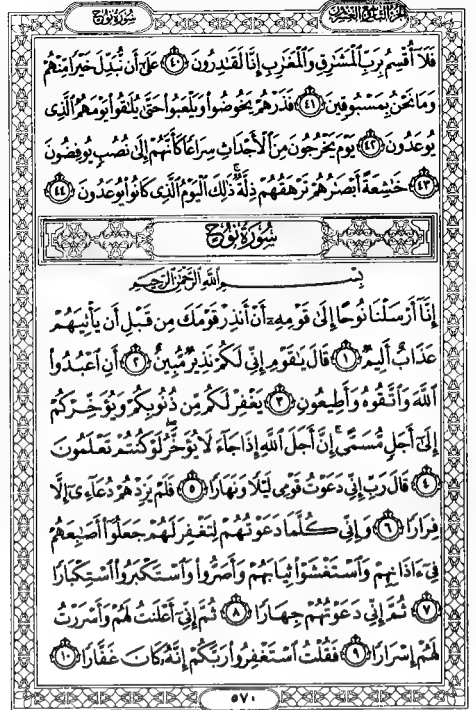 سُورَةُ نُوحٍ
الجزء التاسع والعشرون
فَلَآ أُقْسِمُ بِرَبِّ ٱلْمَشَٰرِقِ وَٱلْمَغَٰرِبِ إِنَّا لَقَٰدِرُونَ ٤٠ عَلَىٰٓ أَن نُّبَدِّلَ خَيْرًا مِّنْهُمْ
وَمَا نَحْنُ بِمَسْبُوقِينَ ٤١ فَذَرْهُمْ يَخُوضُوا۟ وَيَلْعَبُوا۟ حَتَّىٰ يُلَٰقُوا۟ يَوْمَهُمُ ٱلَّذِى
يُوعَدُونَ ٤٢ يَوْمَ يَخْرُجُونَ مِنَ ٱلْأَجْدَاثِ سِرَاعًا كَأَنَّهُمْ إِلَىٰ نُصُبٍ يُوفِضُونَ
٤٣ خَٰشِعَةً أَبْصَٰرُهُمْ تَرْهَقُهُمْ ذِلَّةٌ ۚ ذَٰلِكَ ٱلْيَوْمُ ٱلَّذِى كَانُوا۟ يُوعَدُونَ ٤٤
سُورَةُ نُوحٍ
بِسْمِ ٱللَّهِ ٱلرَّحْمَٰنِ ٱلرَّحِيمِ
إِنَّآ أَرْسَلْنَا نُوحًا إِلَىٰ قَوْمِهِۦٓ أَنْ أَنذِرْ قَوْمَكَ مِن قَبْلِ أَن يَأْتِيَهُمْ
عَذَابٌ أَلِيمٌ ١ قَالَ يَٰقَوْمِ إِنِّى لَكُمْ نَذِيرٌ مُّبِينٌ ٢ أَنِ ٱعْبُدُوا۟
ٱللَّهَ وَٱتَّقُوهُ وَأَطِيعُونِ ٣ يَغْفِرْ لَكُم مِّن ذُنُوبِكُمْ وَيُؤَخِّرْكُمْ
إِلَىٰٓ أَجَلٍ مُّسَمًّى ۚ إِنَّ أَجَلَ ٱللَّهِ إِذَا جَآءَ لَا يُؤَخَّرُ ۖ لَوْ كُنتُمْ تَعْلَمُونَ
٤ قَالَ رَبِّ إِنِّى دَعَوْتُ قَوْمِى لَيْلًا وَنَهَارًا ٥ فَلَمْ يَزِدْهُمْ دُعَآءِىٓ إِلَّا
فِرَارًا ٦ وَإِنِّى كُلَّمَا دَعَوْتُهُمْ لِتَغْفِرَ لَهُمْ جَعَلُوٓا۟ أَصَٰبِعَهُمْ
فِىٓ ءَاذَانِهِمْ وَٱسْتَغْشَوْا۟ ثِيَابَهُمْ وَأَصَرُّوا۟ وَٱسْتَكْبَرُوا۟ ٱسْتِكْبَارًا
٧ ثُمَّ إِنِّى دَعَوْتُهُمْ جِهَارًا ٨ ثُمَّ إِنِّىٓ أَعْلَنتُ لَهُمْ وَأَسْرَرْتُ
لَهُمْ إِسْرَارًا ٩ فَقُلْتُ ٱسْتَغْفِرُوا۟ رَبَّكُمْ إِنَّهُۥ كَانَ غَفَّارًا ١٠
٥٧٠